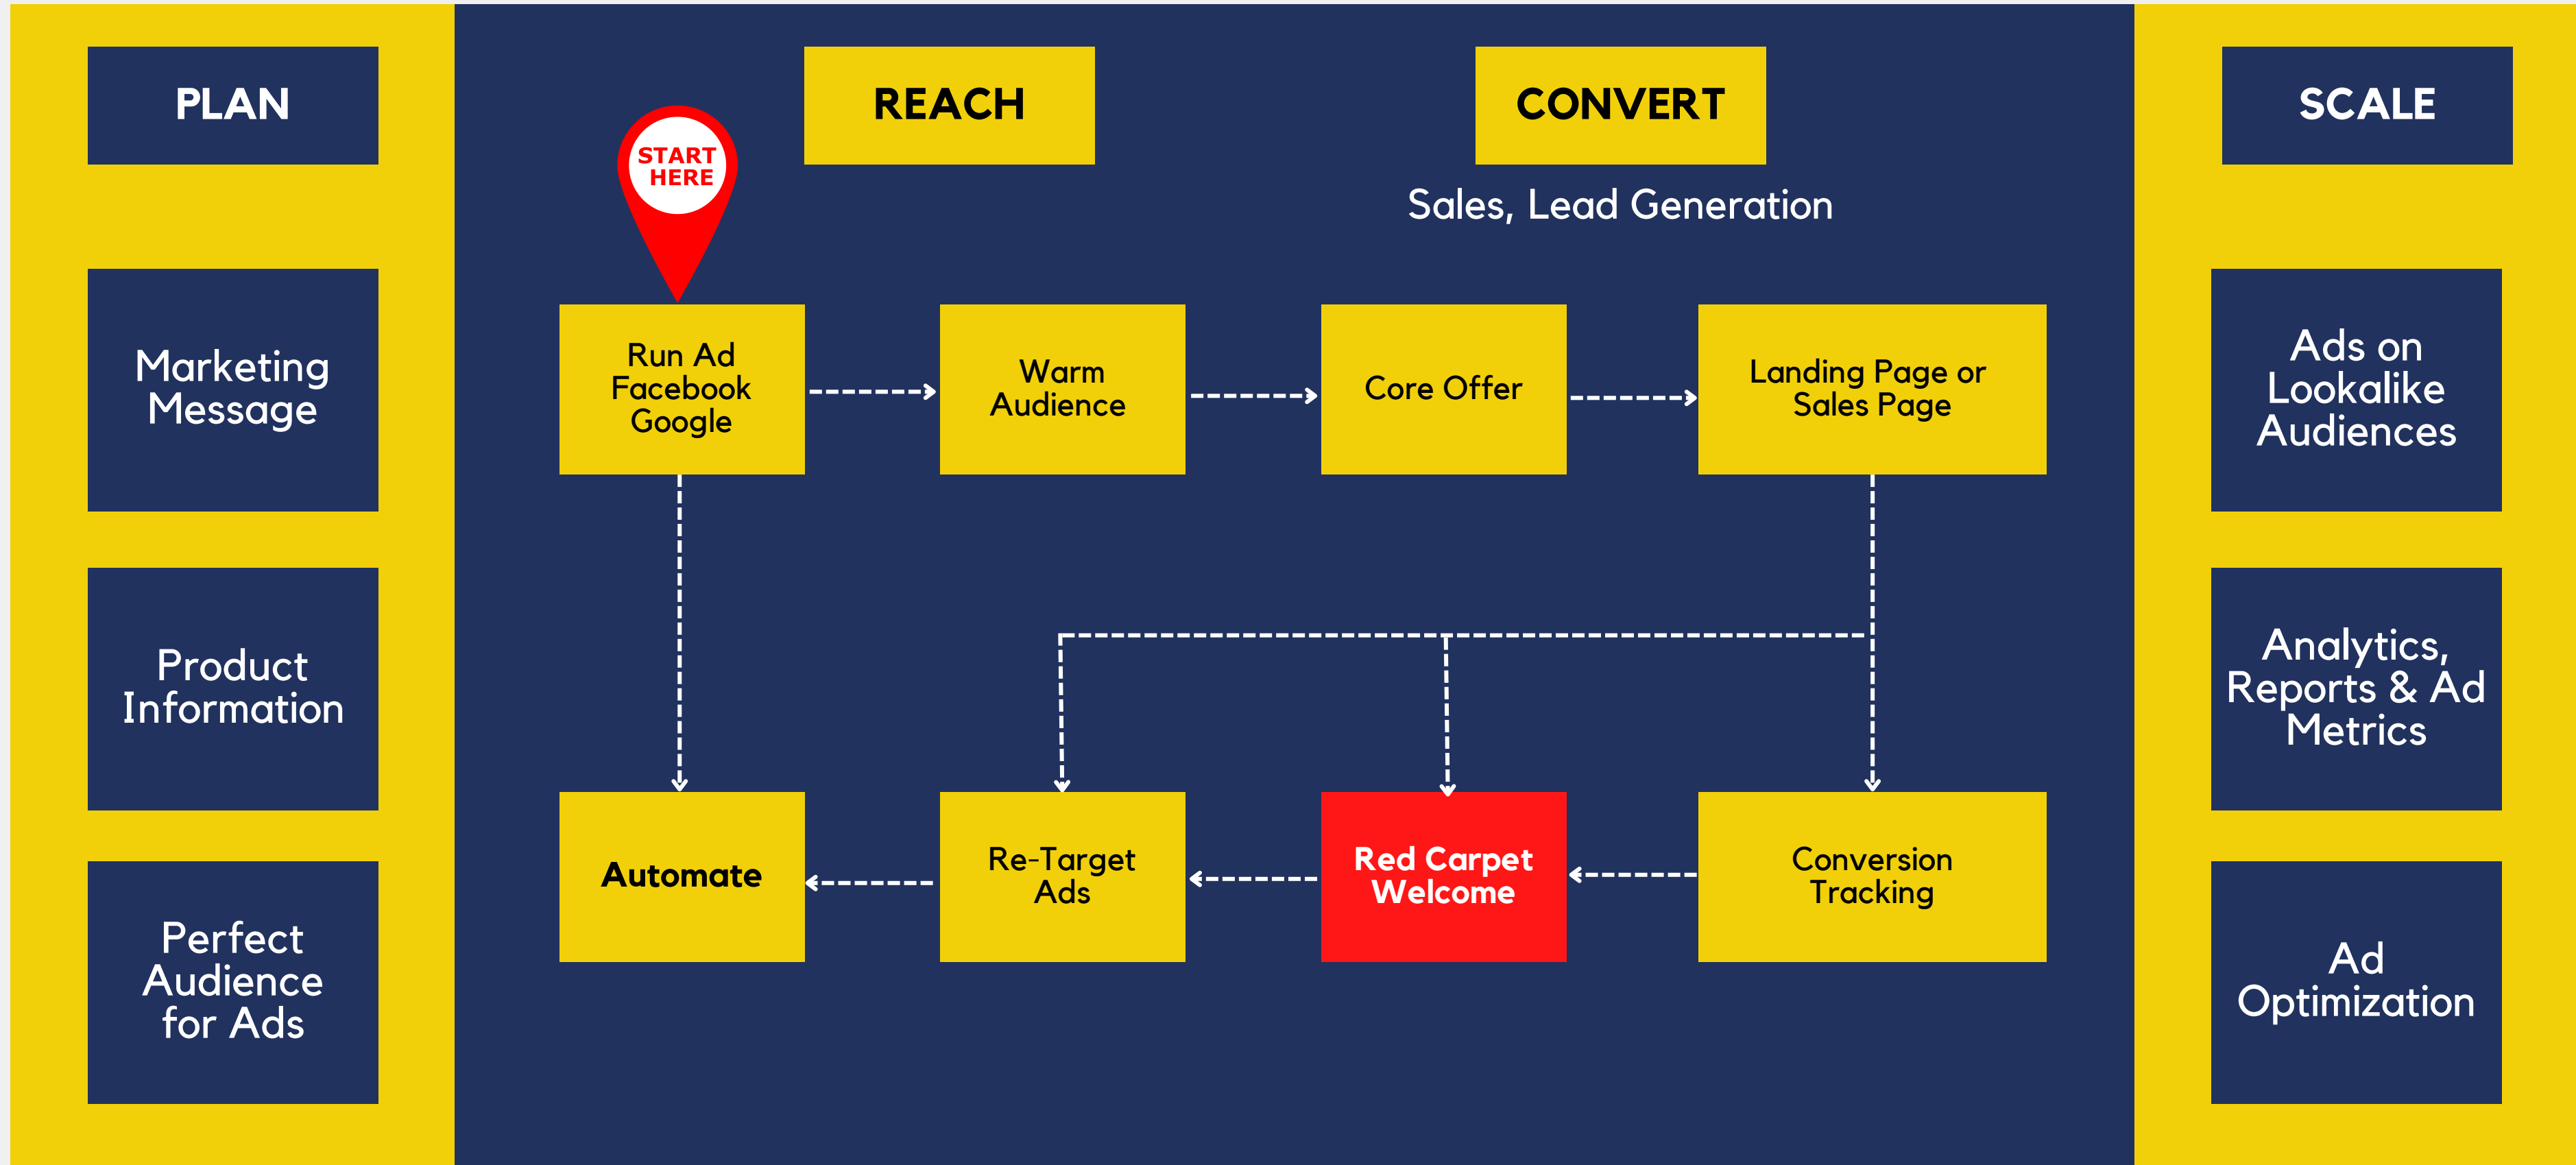 PLAN
REACH
CONVERT
SCALE
START
HERE
Sales, Lead Generation
Marketing
Message
Product
Information
Perfect
Audience
for Ads
Run Ad
Facebook
Google
Warm
Audience
Core Offer
Landing Page or
Sales Page
Automate
Re-Target
Ads
Red Carpet
Welcome
Conversion
Tracking
Ads on
Lookalike
Audiences
Analytics,
Reports & Ad
Metrics
Ad
Optimization